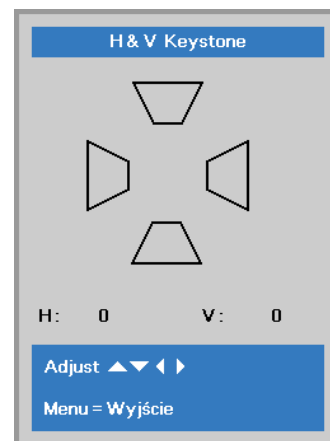 H & V Keystone
H: 0 V: 0
Adjust ▲▼◀▶
Menu = Wyjście